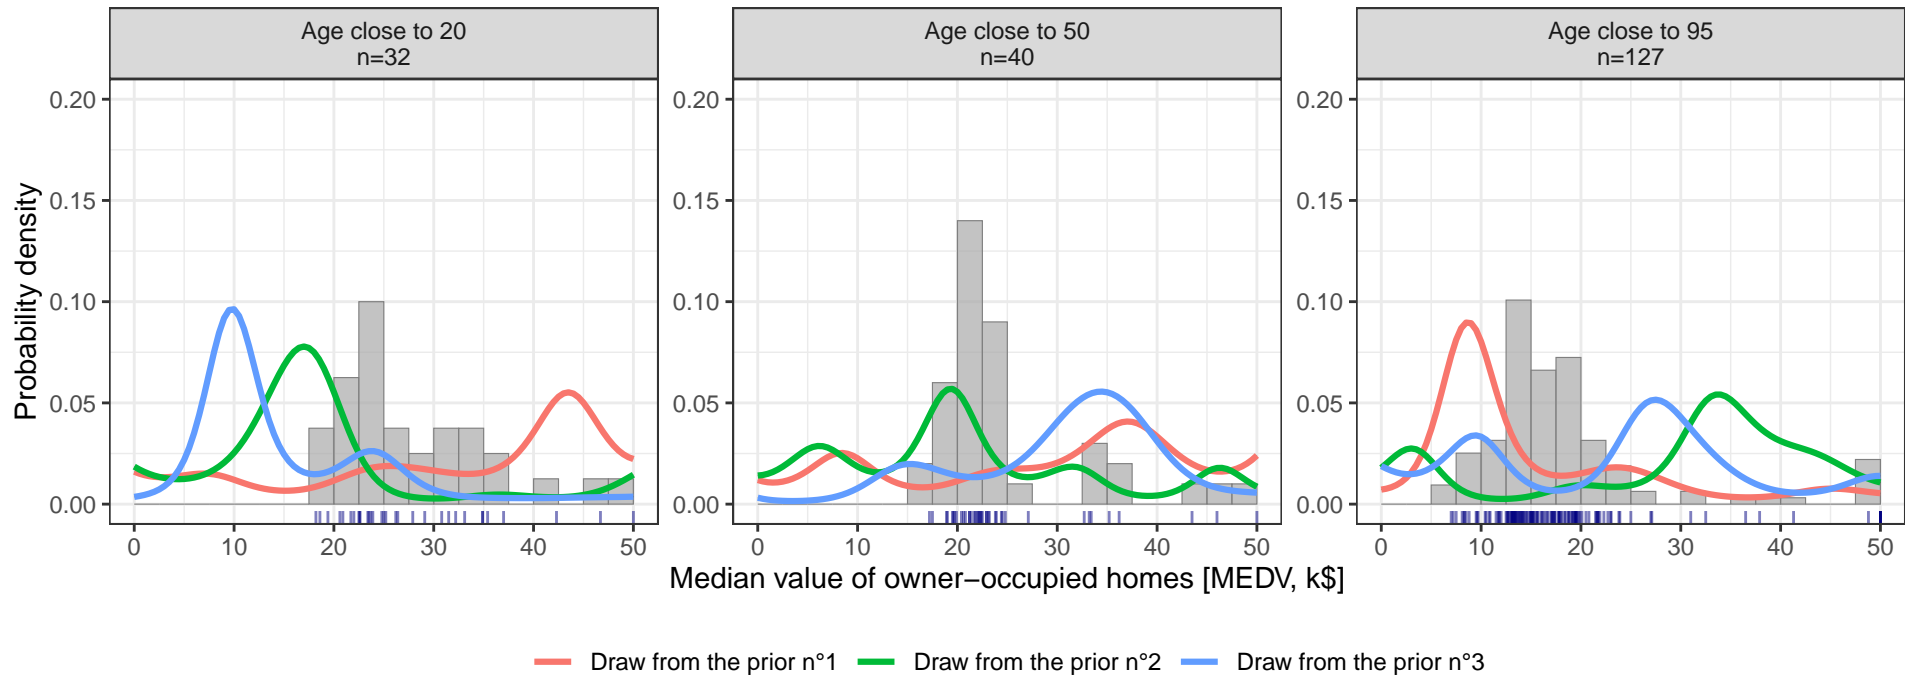 Age close to 20
n=32
Age close to 50
n=40
Age close to 95
n=127
Probability density
0.20
0.15
0.10
0.05
0.00
0.20
0.15
0.10
0.05
0.00
0.20
0.15
0.10
0.05
0.00
0 10 20 30 40 50
0 10 20 30 40 50
0 10 20 30 40 50
Median value of owner−occupied homes [MEDV, k$]
Draw from the prior n°1 Draw from the prior n°2 Draw from the prior n°3